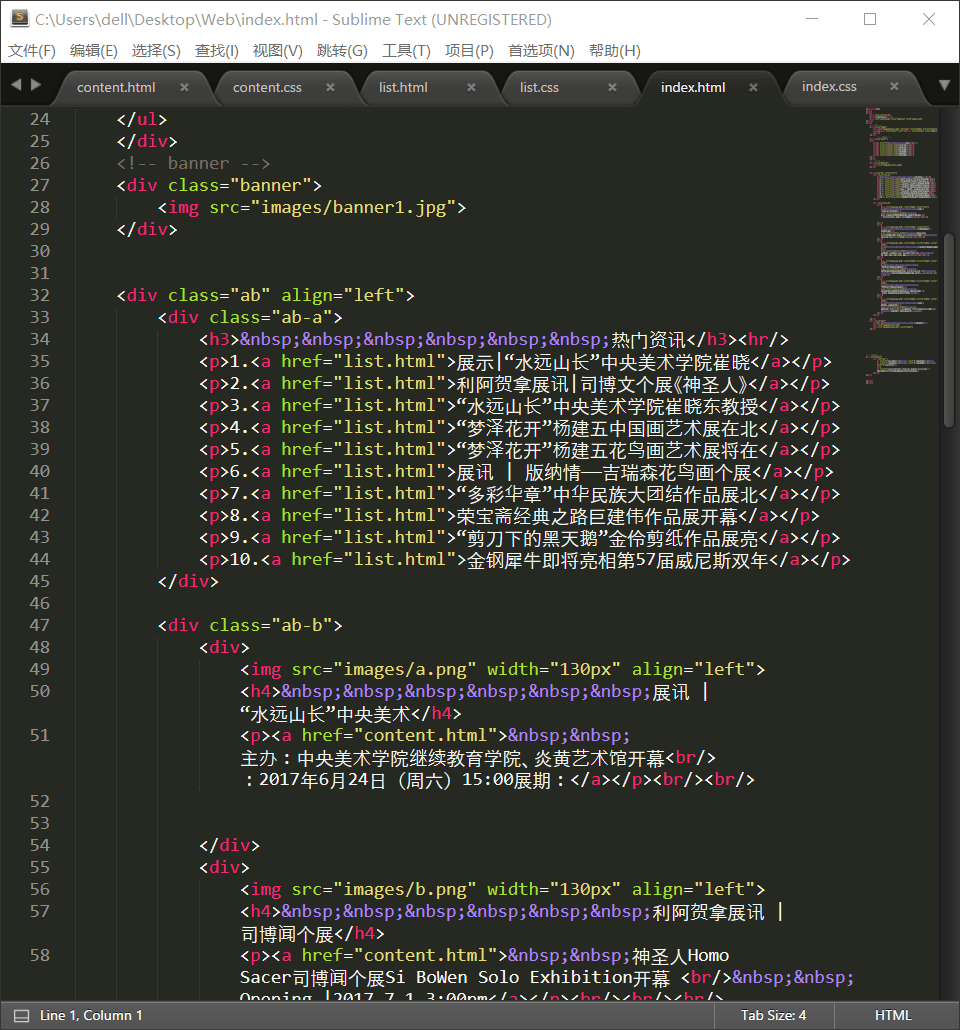 C:\Users\dell\Desktop\Web\index.html - Sublime Text (UNREGISTERED)
文件(F) 编辑(E) 选择(S) 查找(I) 视图(V) 跳转(G) 工具(T) 项目(P) 首选项(N) 帮助(H)
content.html content.css list.html list.css index.html index.css
24 </ul>
25 </div>
26 <!-- banner -->
27 <div class="banner">
28 <img src="images/banner1.jpg">
29 </div>
30
31
32 <div class="ab" align="left">
33 <div class="ab-a">
34 <h3>&nbsp;&nbsp;&nbsp;&nbsp;&nbsp;&nbsp;热门资讯</h3><hr/>
35 <p>1.<a href="list.html">展示|“水远山长”中央美术学院崔晓</a></p>
36 <p>2.<a href="list.html">利阿贺拿展讯|司博文个展《神圣人》</a></p>
37 <p>3.<a href="list.html">“水远山长”中央美术学院崔晓东教授</a></p>
38 <p>4.<a href="list.html">“梦泽花开”杨建五中国画艺术展在北</a></p>
39 <p>5.<a href="list.html">“梦泽花开”杨建五花鸟画艺术展将在</a></p>
40 <p>6.<a href="list.html">展讯 | 版纳情——吉瑞森花鸟画个展</a></p>
41 <p>7.<a href="list.html">“多彩华章”中华民族大团结作品展北</a></p>
42 <p>8.<a href="list.html">荣宝斋经典之路巨建伟作品展开幕</a></p>
43 <p>9.<a href="list.html">“剪刀下的黑天鹅”金伶剪纸作品展亮</a></p>
44 <p>10.<a href="list.html">金钢犀牛即将亮相第57届威尼斯双年</a></p>
45 </div>
46
47 <div class="ab-b">
48 <div>
49 <img src="images/a.png" width="130px" align="left">
50 <h4>&nbsp;&nbsp;&nbsp;&nbsp;&nbsp;&nbsp;展讯 |
“水远山长”中央美术</h4>
51 <p><a href="content.html">&nbsp;&nbsp;
主办：中央美术学院继续教育学院、炎黄艺术馆开幕<br/>
：2017年6月24日（周六）15:00展期：</a></p><br/><br/>
52
53
54 </div>
55 <div>
56 <img src="images/b.png" width="130px" align="left">
57 <h4>&nbsp;&nbsp;&nbsp;&nbsp;&nbsp;&nbsp;利阿贺拿展讯 |
司博闻个展</h4>
58 <p><a href="content.html">&nbsp;&nbsp;神圣人Homo
Sacer司博闻个展Si BoWen Solo Exhibition开幕 <br/>&nbsp;&nbsp;
Opening |2017.7.1 3:00pm</a></p><br/><br/><br/>
Line 1, Column 1 Tab Size: 4 HTML